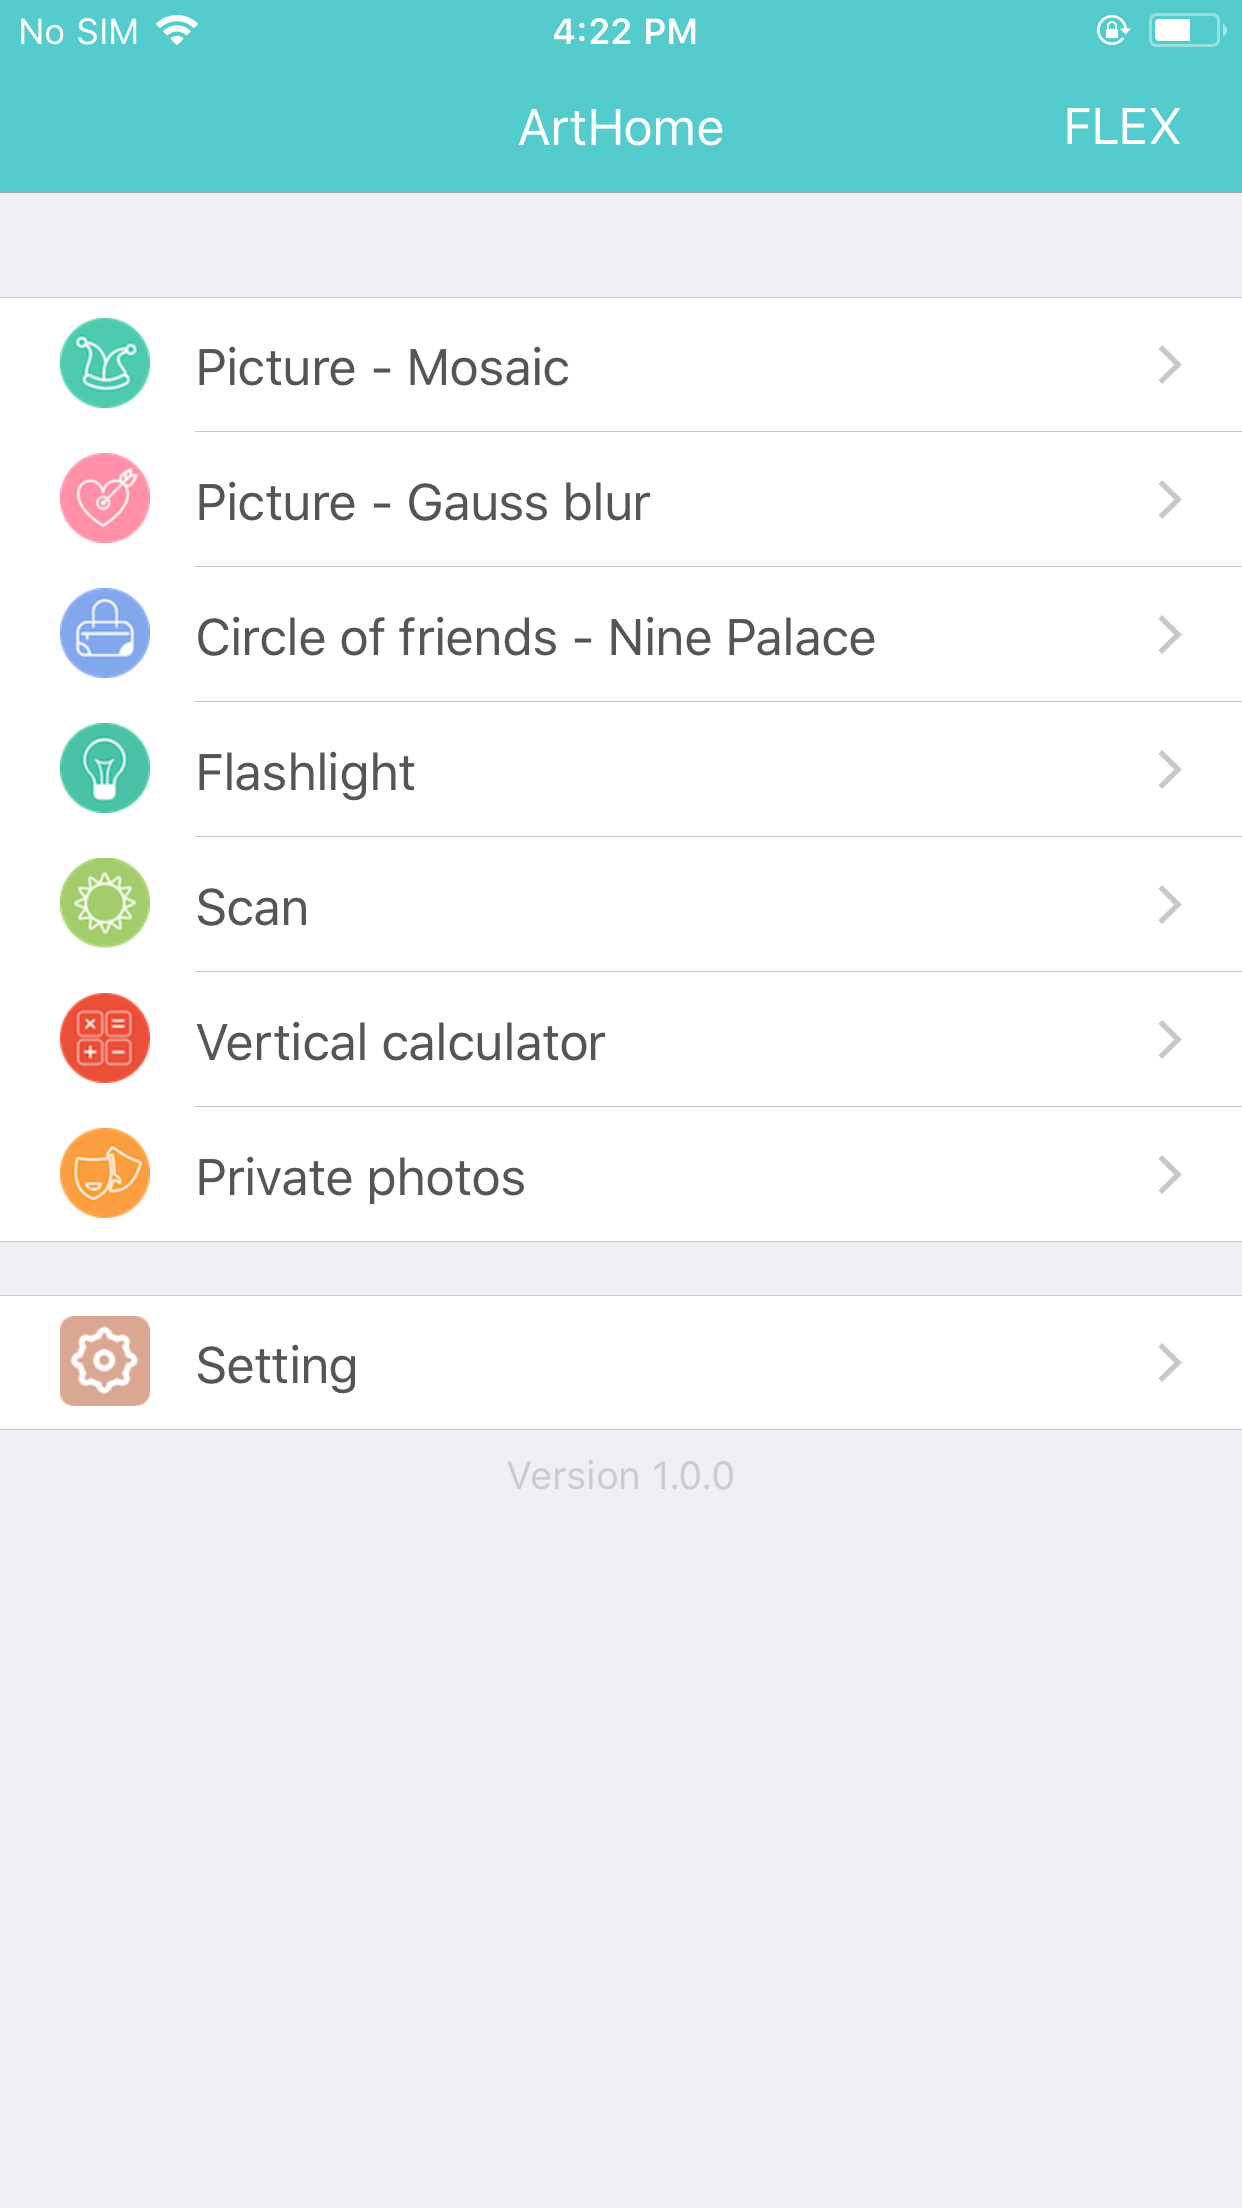 No SIM 4:22 PM
ArtHome FLEX
Picture - Mosaic
Picture - Gauss blur
Circle of friends - Nine Palace
Flashlight
Scan
Vertical calculator
Private photos
Setting
Version 1.0.0